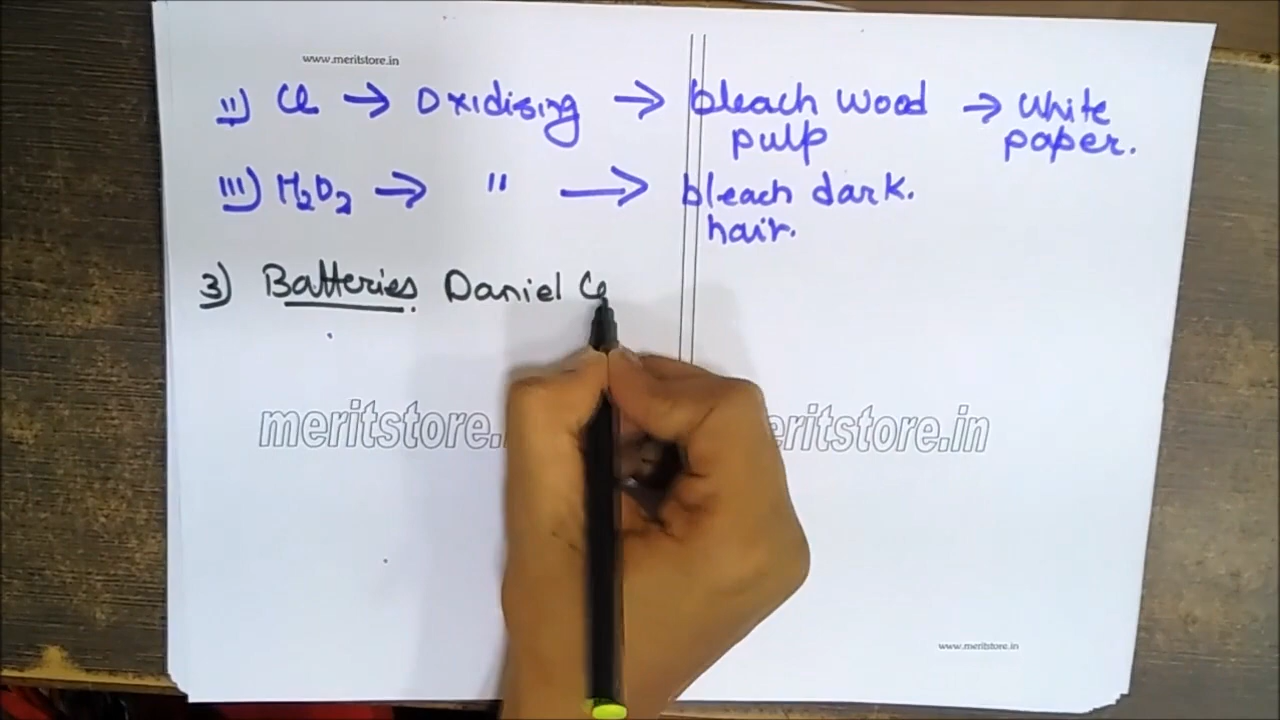 www.meritstore.in
ii) Cl → Oxidising → bleach wood → white
pulp paper.
iii) H₂O₂ → " → bleach dark.
hair.
3) Batteries Daniel Ce
meritstore. eritstore.in
www.meritstore.in